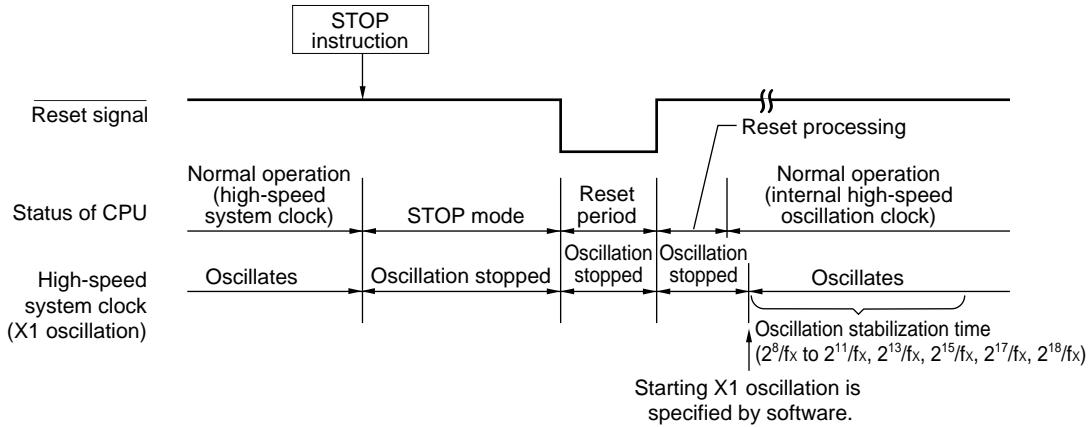 STOP
instruction
Reset signal
Reset processing
Status of CPU
Normal operation
(high-speed
system clock)
STOP mode
Reset
period
Normal operation
(internal high-speed
oscillation clock)
High-speed
system clock
(X1 oscillation)
Oscillates
Oscillation stopped
Oscillation
stopped
Oscillation
stopped
Oscillates
Oscillation stabilization time
(2⁸/fx to 2¹¹/fx, 2¹³/fx, 2¹⁵/fx, 2¹⁷/fx, 2¹⁸/fx)
Starting X1 oscillation is
specified by software.